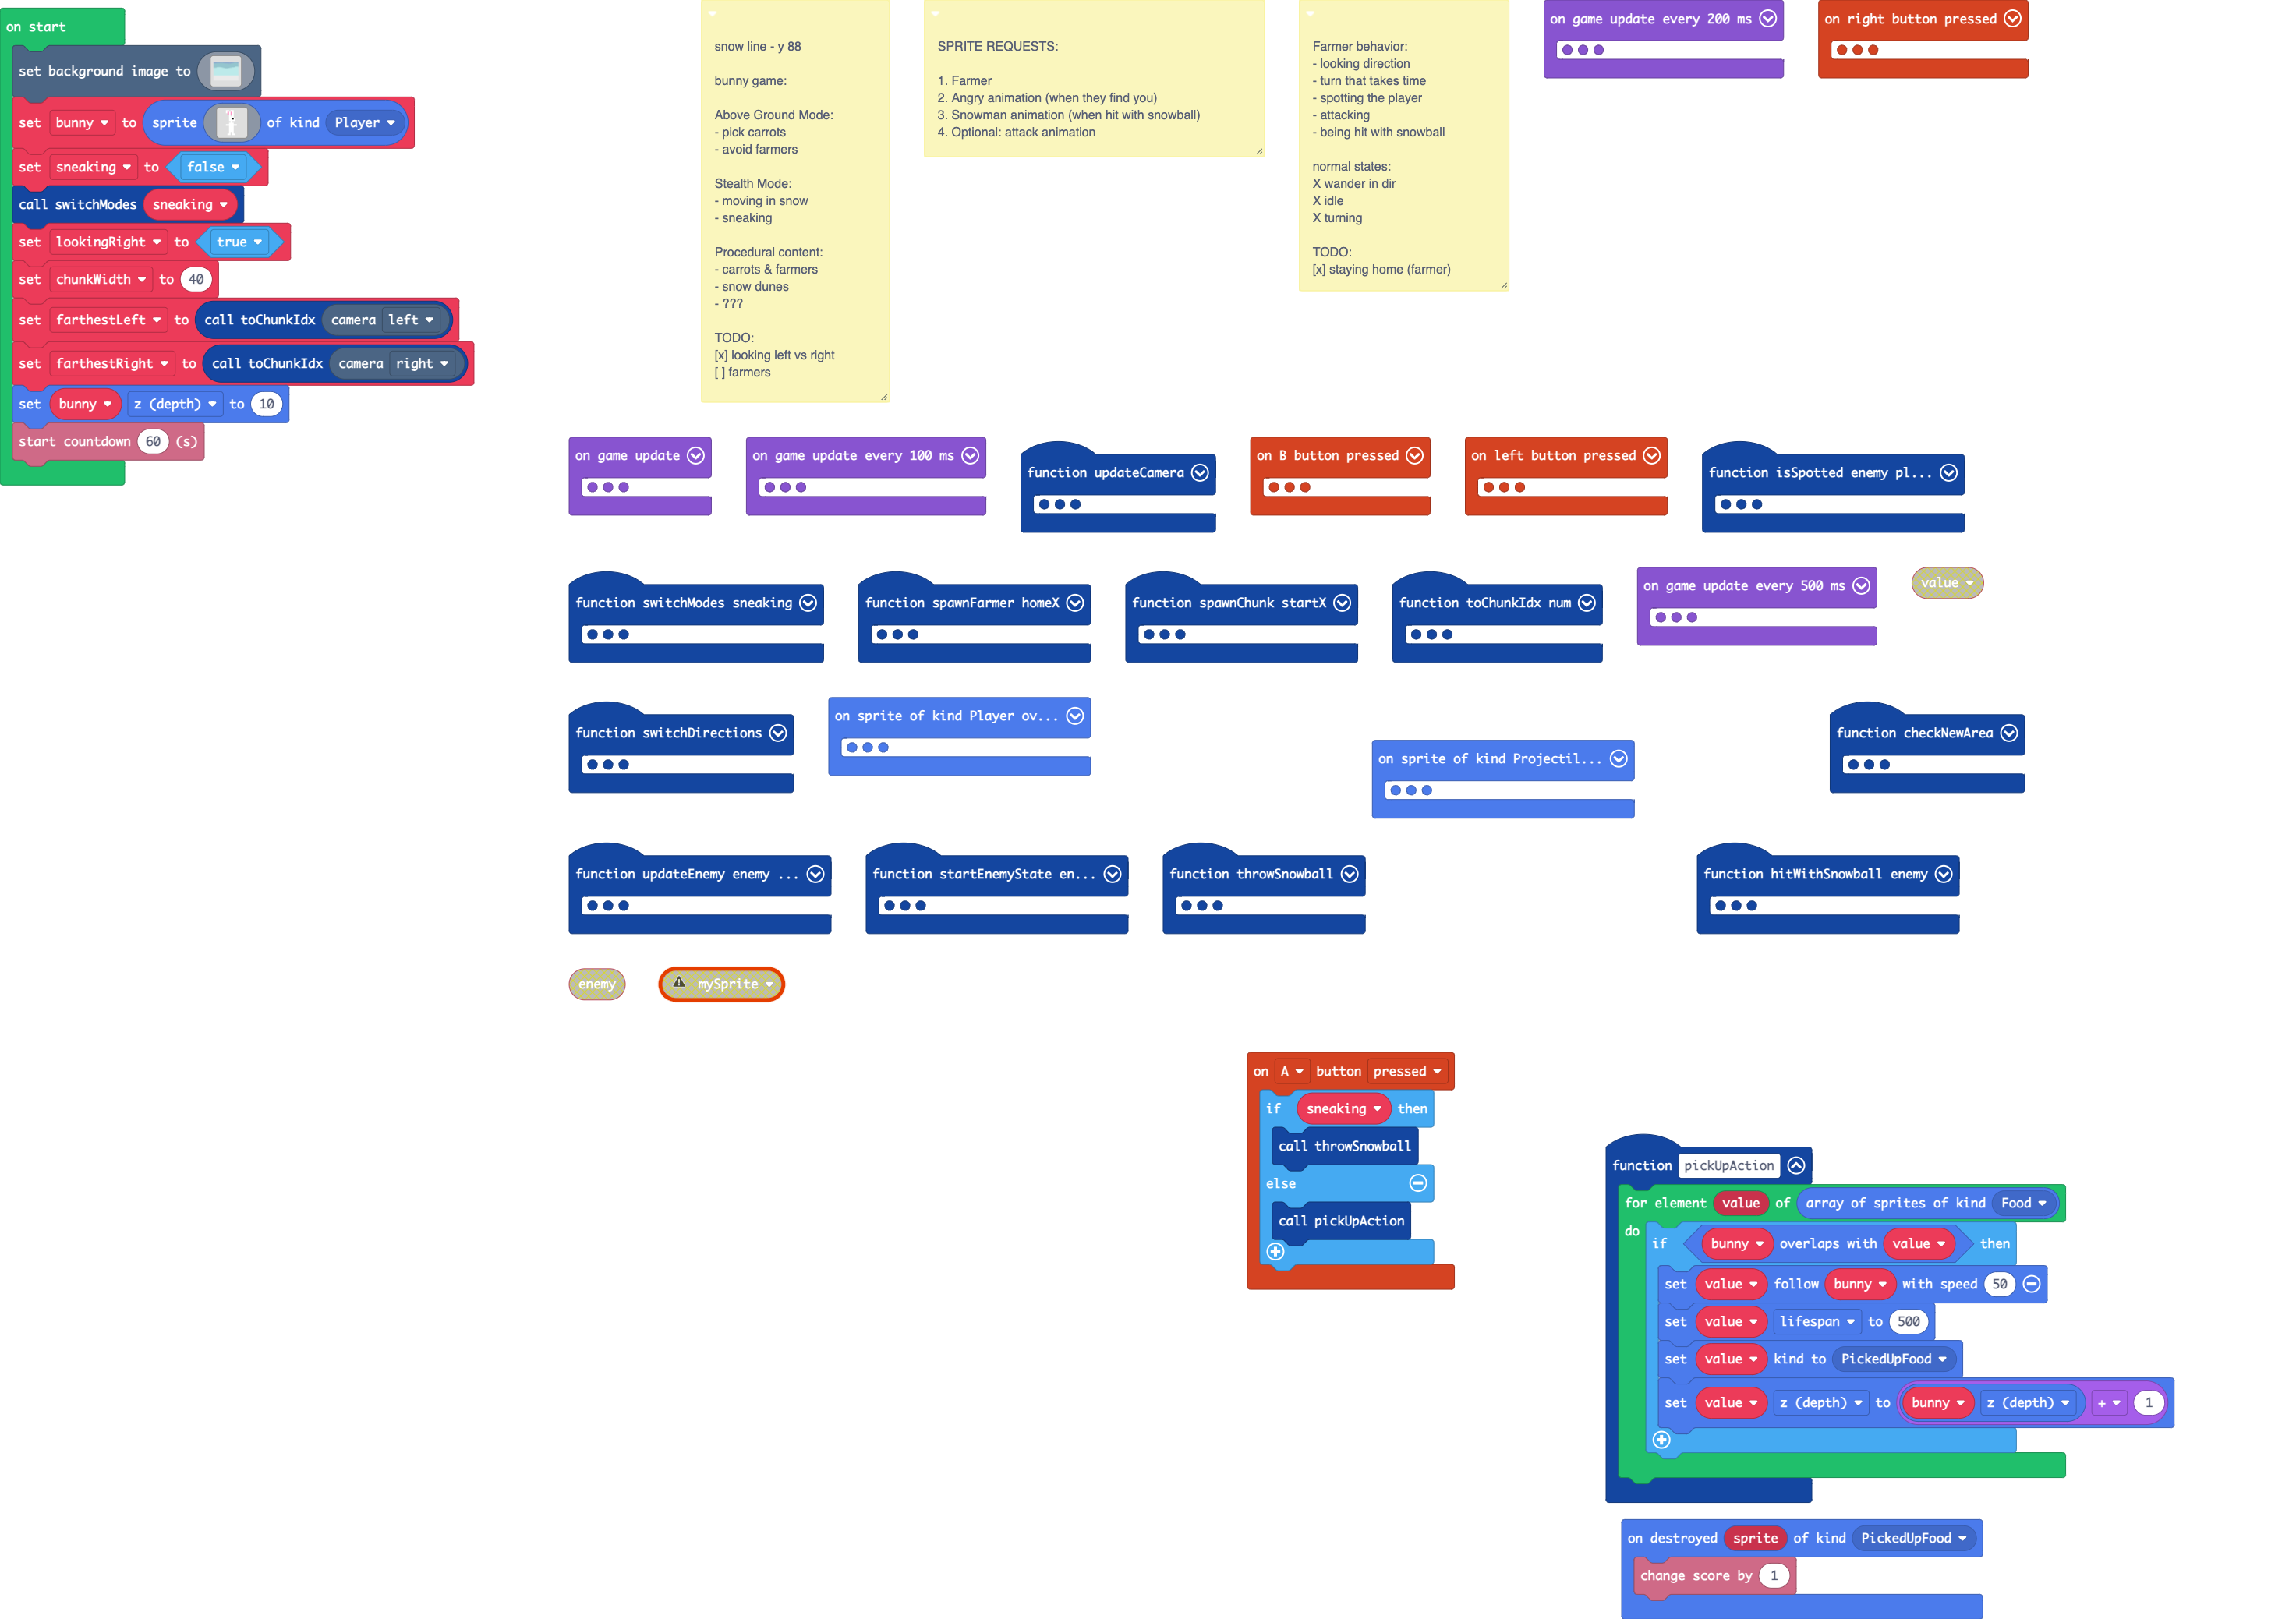 on start
set background image to
set bunny to sprite of kind Player
set sneaking to false
call switchModes sneaking
set lookingRight to true
set chunkWidth to 40
set farthestLeft to call toChunkIdx camera left
set farthestRight to call toChunkIdx camera right
set bunny z (depth) to 10
start countdown 60 (s)
snow line - y 88
bunny game:
Above Ground Mode:
- pick carrots
- avoid farmers
Stealth Mode:
- moving in snow
- sneaking
Procedural content:
- carrots & farmers
- snow dunes
- ???
TODO:
[x] looking left vs right
[ ] farmers
SPRITE REQUESTS:
1. Farmer
2. Angry animation (when they find you)
3. Snowman animation (when hit with snowball)
4. Optional: attack animation
Farmer behavior:
- looking direction
- turn that takes time
- spotting the player
- attacking
- being hit with snowball
normal states:
X wander in dir
X idle
X turning
TODO:
[x] staying home (farmer)
on game update every 200 ms
on right button pressed
on game update
on game update every 100 ms
function updateCamera
on B button pressed
on left button pressed
function isSpotted enemy pl...
function switchModes sneaking
function spawnFarmer homeX
function spawnChunk startX
function toChunkIdx num
on game update every 500 ms
value
function switchDirections
on sprite of kind Player ov...
on sprite of kind Projectil...
function checkNewArea
function updateEnemy enemy ...
function startEnemyState en...
function throwSnowball
function hitWithSnowball enemy
enemy
mySprite
on A button pressed
if sneaking then
call throwSnowball
else
call pickUpAction
function pickUpAction
for element value of array of sprites of kind Food
do
if bunny overlaps with value then
set value follow bunny with speed 50
set value lifespan to 500
set value kind to PickedUpFood
set value z (depth) to bunny z (depth) + 1
on destroyed sprite of kind PickedUpFood
change score by 1